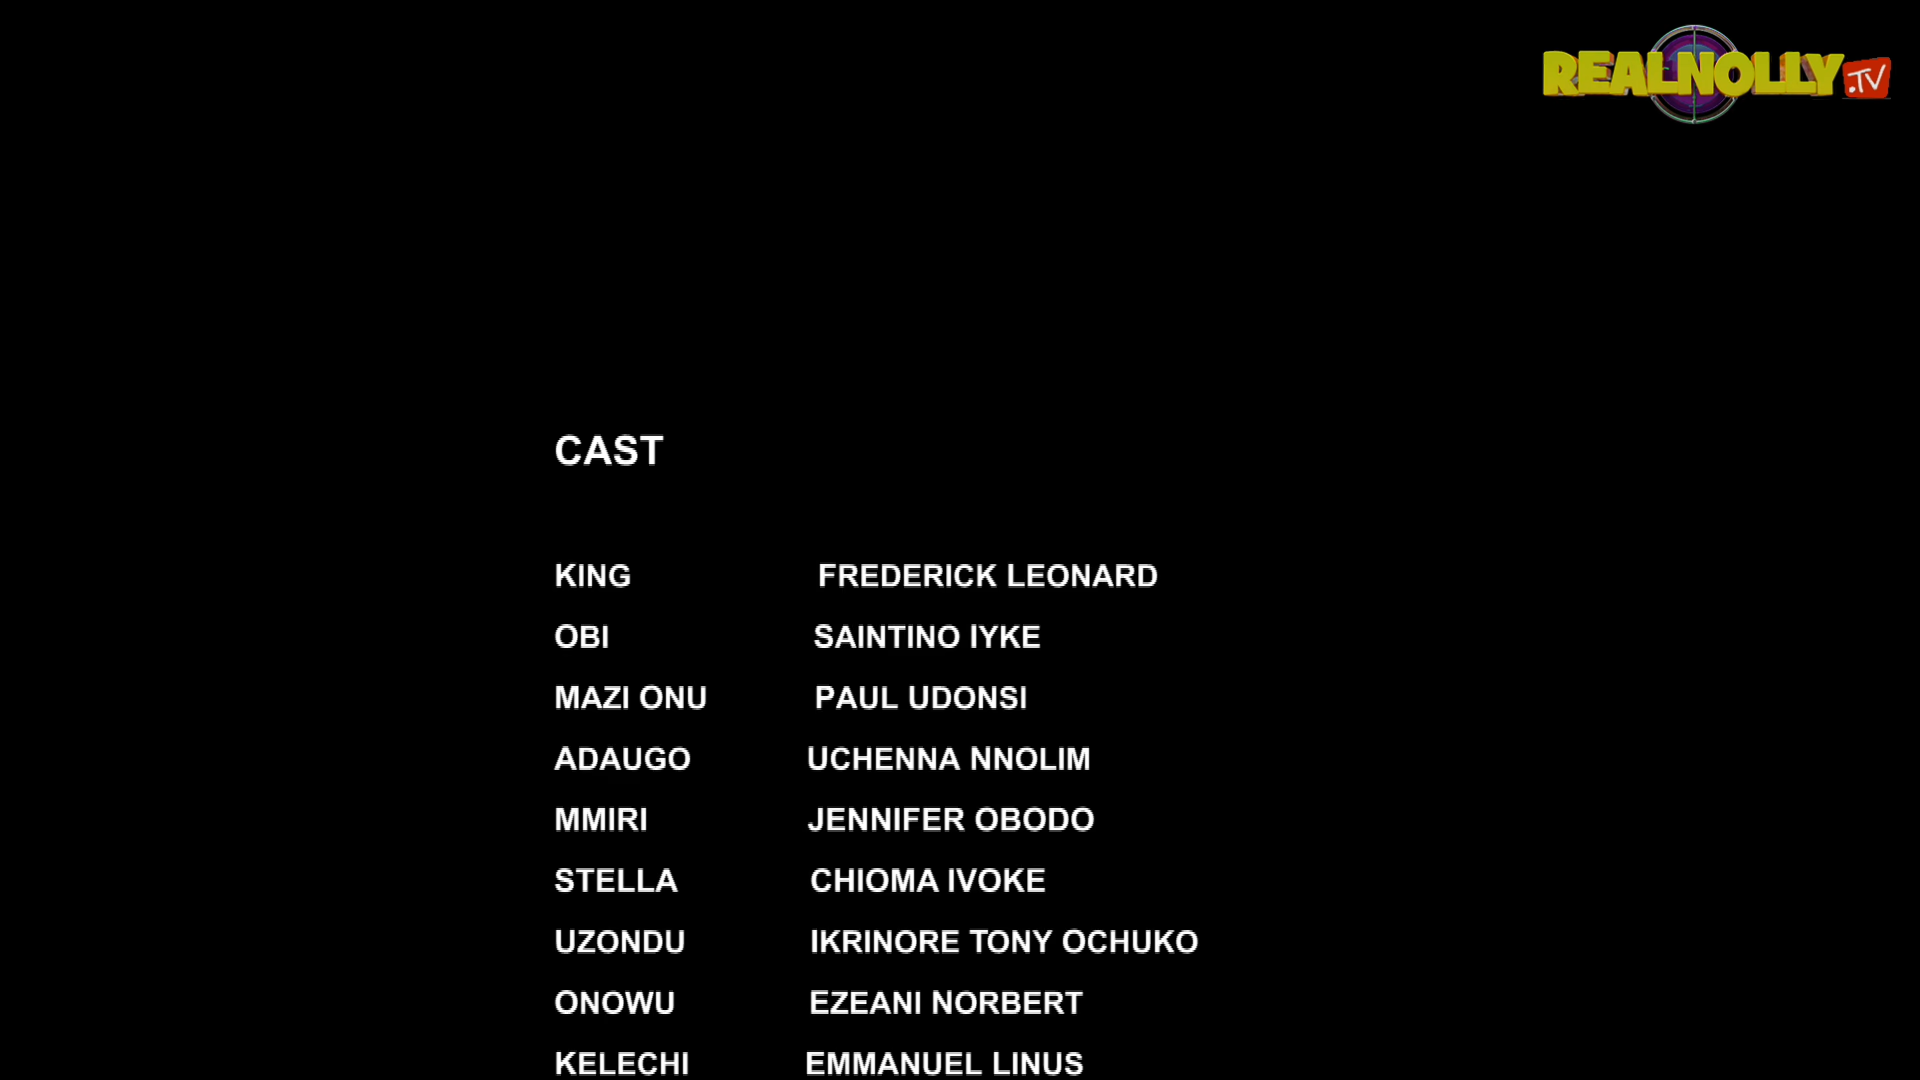 REALNOLLY.TV
CAST
KING FREDERICK LEONARD
OBI SAINTINO IYKE
MAZI ONU PAUL UDONSI
ADAUGO UCHENNA NNOLIM
MMIRI JENNIFER OBODO
STELLA CHIOMA IVOKE
UZONDU IKRINORE TONY OCHUKO
ONOWU EZEANI NORBERT
KELECHI EMMANUEL LINUS